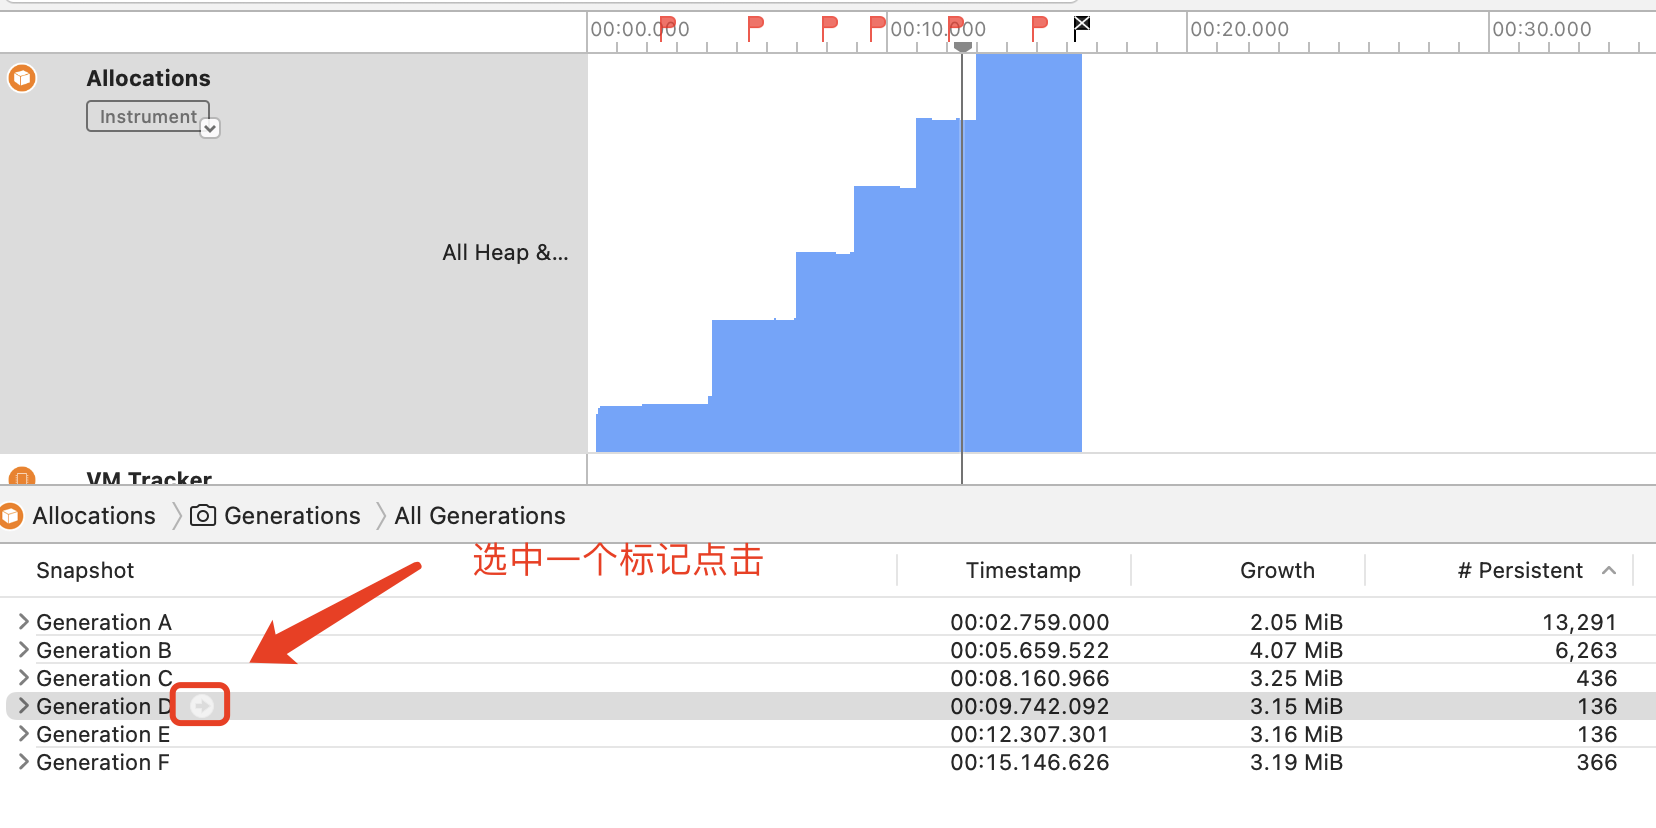 00:00.000 00:10.000 00:20.000 00:30.000
Allocations
Instrument
All Heap &...
VM Tracker
Allocations Generations All Generations
选中一个标记点击
Snapshot Timestamp Growth # Persistent
Generation A 00:02.759.000 2.05 MiB 13,291
Generation B 00:05.659.522 4.07 MiB 6,263
Generation C 00:08.160.966 3.25 MiB 436
Generation D 00:09.742.092 3.15 MiB 136
Generation E 00:12.307.301 3.16 MiB 136
Generation F 00:15.146.626 3.19 MiB 366